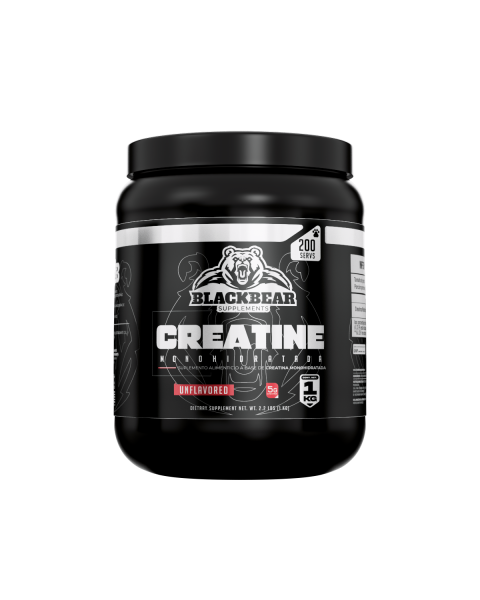 200
SERVS
BLACKBEAR
SUPPLEMENTS
CREATINE
MONOHIDRATADA
SUPLEMENTO ALIMENTICIO A BASE DE CREATINA MONOHIDRATADA
UNFLAVORED
5g
1
KG
DIETARY SUPPLEMENT NET. WT. 2.2 LBS (1 KG)